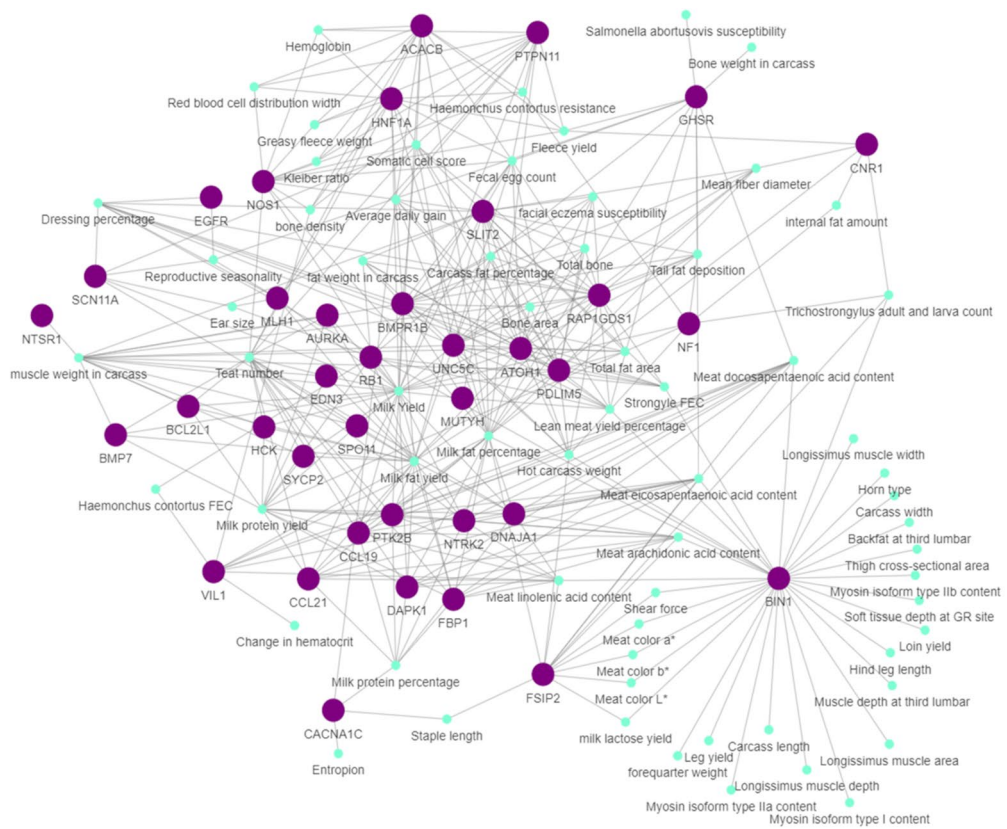 Salmonella abortusovis susceptibility
Hemoglobin
ACACB
PTPN11
Bone weight in carcass
Red blood cell distribution width
HNF1A
Haemonchus contortus resistance
GHSR
Greasy fleece weight
Fleece yield
Somatic cell score
CNR1
Kleiber ratio
Fecal egg count
Mean fiber diameter
NOS1
Dressing percentage
EGFR
bone density
Average daily gain
SLIT2
facial eczema susceptibility
internal fat amount
Reproductive seasonality
fat weight in carcass
Carcass fat percentage
Total bone
Tail fat deposition
SCN11A
MLH1
Ear size
BMPR1B
Bone area
RAP1GDS1
Trichostrongylus adult and larva count
NTSR1
AURKA
NF1
muscle weight in carcass
Teat number
RB1
UNC5C
ATOH1
Total fat area
Meat docosapentaenoic acid content
EDN3
Milk Yield
PDLIM5
Strongyle FEC
BCL2L1
MUTYH
Lean meat yield percentage
BMP7
HCK
SPO11
Milk fat percentage
Longissimus muscle width
SYCP2
Milk fat yield
Hot carcass weight
Horn type
Haemonchus contortus FEC
Meat eicosapentaenoic acid content
Carcass width
Milk protein yield
PTK2B
NTRK2
DNAJA1
Backfat at third lumbar
CCL19
Meat arachidonic acid content
Thigh cross-sectional area
VIL1
CCL21
DAPK1
FBP1
Meat linolenic acid content
BIN1
Myosin isoform type IIb content
Shear force
Soft tissue depth at GR site
Change in hematocrit
Meat color a*
Loin yield
Milk protein percentage
Meat color b*
Hind leg length
FSIP2
Meat color L*
Muscle depth at third lumbar
CACNA1C
Staple length
milk lactose yield
Carcass length
Leg yield
Longissimus muscle area
Entropion
forequarter weight
Longissimus muscle depth
Myosin isoform type IIa content
Myosin isoform type I content